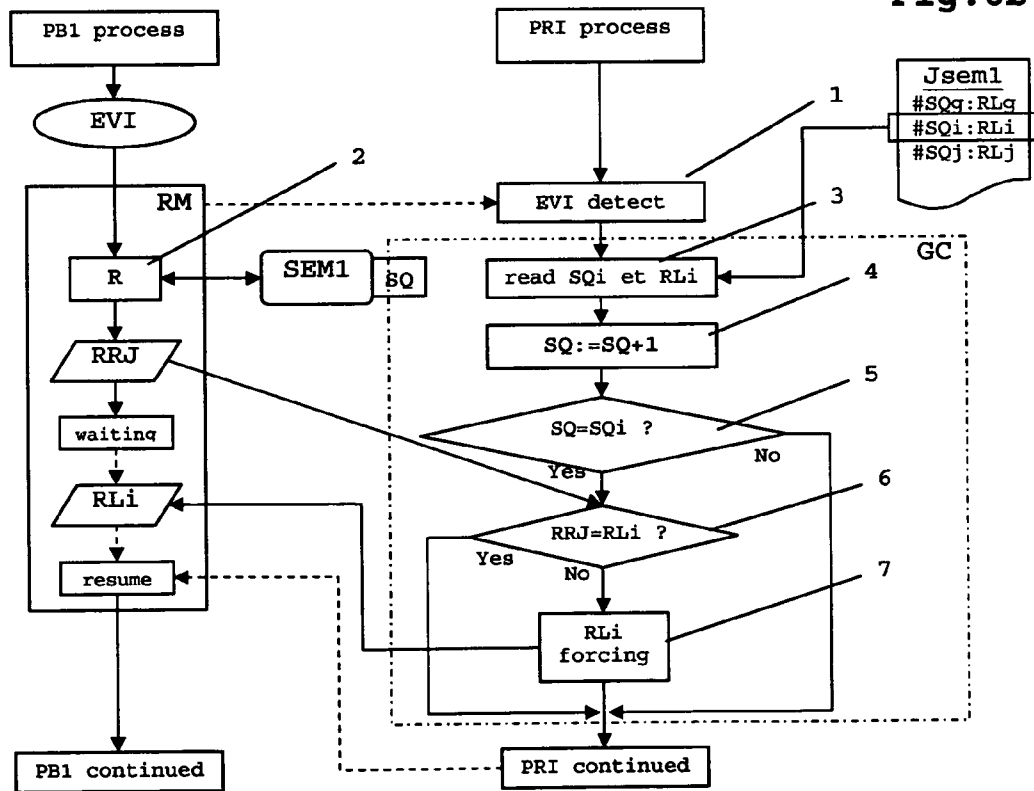 Fig.6b
PB1 process
PRI process
Jsem1
#SQg:RLg
#SQi:RLi
#SQj:RLj
EVI
1
2
RM
EVI detect
3
GC
R
SEM1
SQ
read SQi et RLi
4
SQ:=SQ+1
RRJ
5
SQ=SQi ?
waiting
Yes
No
6
RLi
RRJ=RLi ?
Yes
No
resume
7
RLi
forcing
PB1 continued
PRI continued